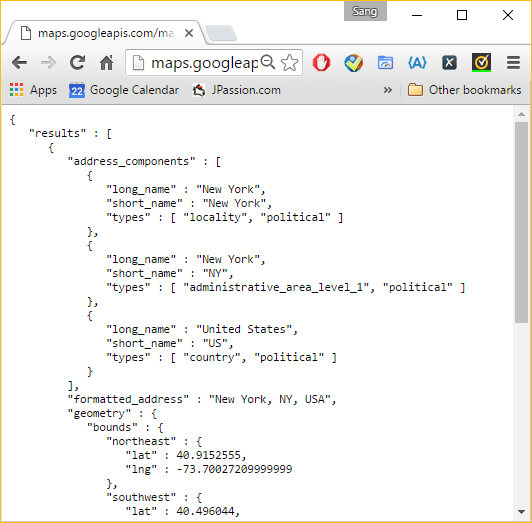 Sang
maps.googleapis.com/ma
maps.googleap
Apps 22 Google Calendar JPassion.com » Other bookmarks
{
"results" : [
{
"address_components" : [
{
"long_name" : "New York",
"short_name" : "New York",
"types" : [ "locality", "political" ]
},
{
"long_name" : "New York",
"short_name" : "NY",
"types" : [ "administrative_area_level_1", "political" ]
},
{
"long_name" : "United States",
"short_name" : "US",
"types" : [ "country", "political" ]
}
],
"formatted_address" : "New York, NY, USA",
"geometry" : {
"bounds" : {
"northeast" : {
"lat" : 40.9152555,
"lng" : -73.70027209999999
},
"southwest" : {
"lat" : 40.496044,